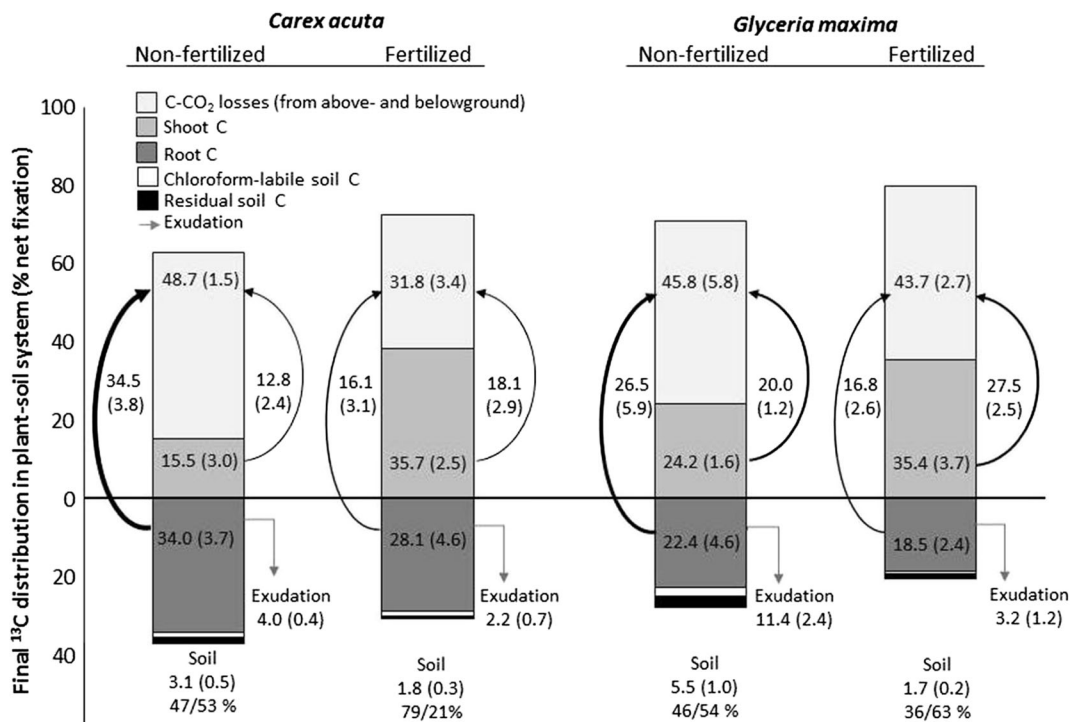 Carex acuta
Glyceria maxima
Non-fertilized
Fertilized
Non-fertilized
Fertilized
C-CO2 losses (from above- and belowground)
Shoot C
Root C
Chloroform-labile soil C
Residual soil C
Exudation
Final 13C distribution in plant-soil system (% net fixation)
100
80
60
40
20
0
20
40
48.7 (1.5)
34.5
(3.8)
12.8
(2.4)
15.5 (3.0)
34.0 (3.7)
Exudation
4.0 (0.4)
Soil
3.1 (0.5)
47/53 %
31.8 (3.4)
16.1
(3.1)
18.1
(2.9)
35.7 (2.5)
28.1 (4.6)
Exudation
2.2 (0.7)
1.8 (0.3)
79/21%
45.8 (5.8)
26.5
(5.9)
20.0
(1.2)
24.2 (1.6)
22.4 (4.6)
Exudation
11.4 (2.4)
Soil
5.5 (1.0)
46/54 %
43.7 (2.7)
16.8
(2.6)
27.5
(2.5)
35.4 (3.7)
18.5 (2.4)
Exudation
3.2 (1.2)
1.7 (0.2)
36/63 %